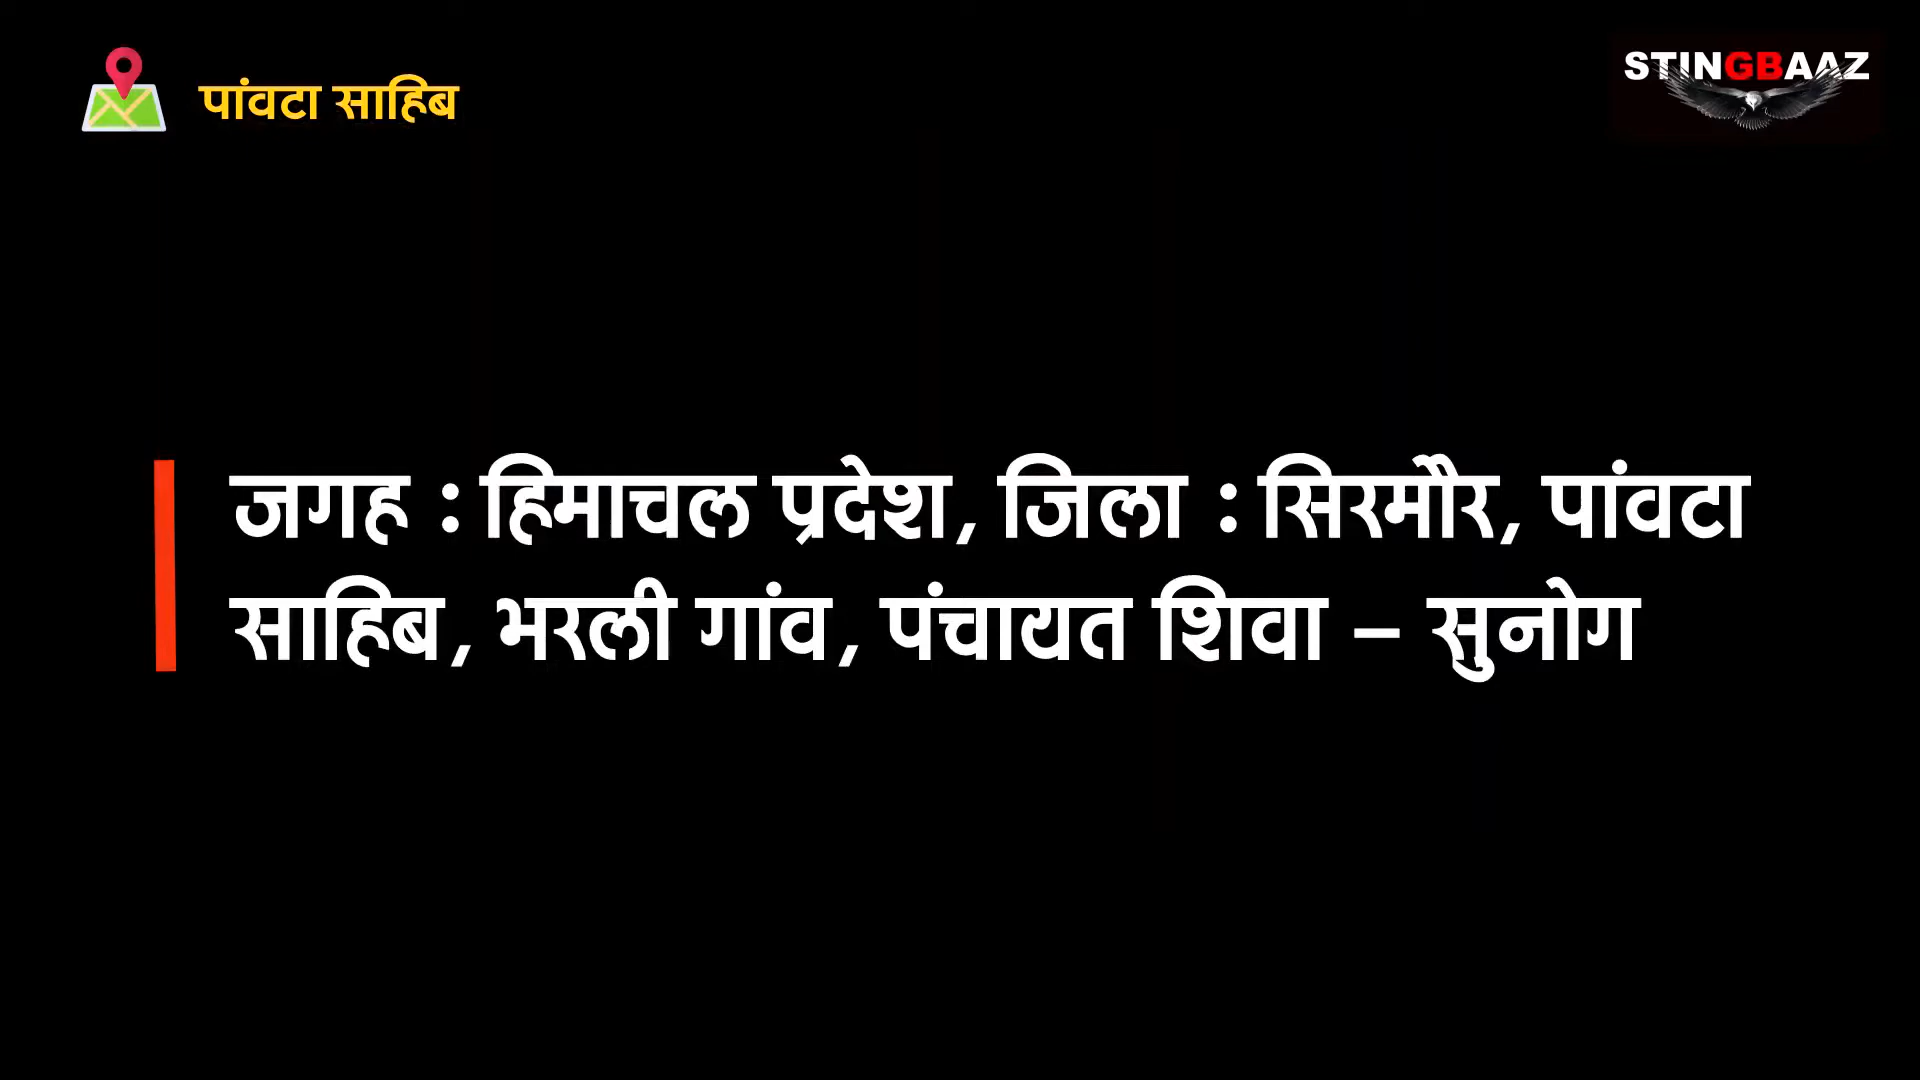 पांवटा साहिब
STINGBAAZ
जगह : हिमाचल प्रदेश, जिला : सिरमौर, पांवटा
साहिब, भरली गांव, पंचायत शिवा – सुनोग